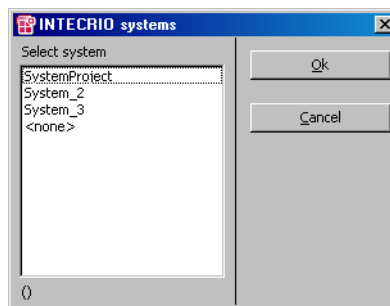 INTECRIO systems
Select system
SystemProject
System_2
System_3
<none>
()
Ok
Cancel